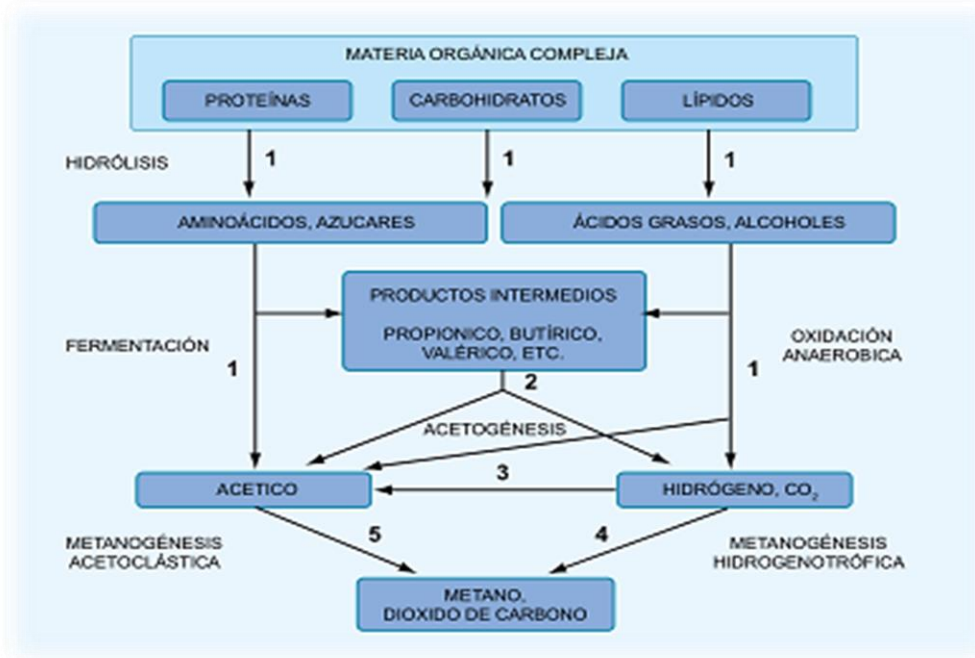 MATERIA ORGÁNICA COMPLEJA
PROTEÍNAS
CARBOHIDRATOS
LÍPIDOS
HIDRÓLISIS
1
1
1
AMINOÁCIDOS, AZUCARES
ÁCIDOS GRASOS, ALCOHOLES
PRODUCTOS INTERMEDIOS
PROPIONICO, BUTÍRICO,
VALÉRICO, ETC.
FERMENTACIÓN
1
OXIDACIÓN
ANAEROBICA
1
2
ACETOGÉNESIS
ACETICO
3
HIDRÓGENO, CO₂
METANOGÉNESIS
ACETOCLÁSTICA
5
4
METANOGÉNESIS
HIDROGENOTRÓFICA
METANO,
DIOXIDO DE CARBONO